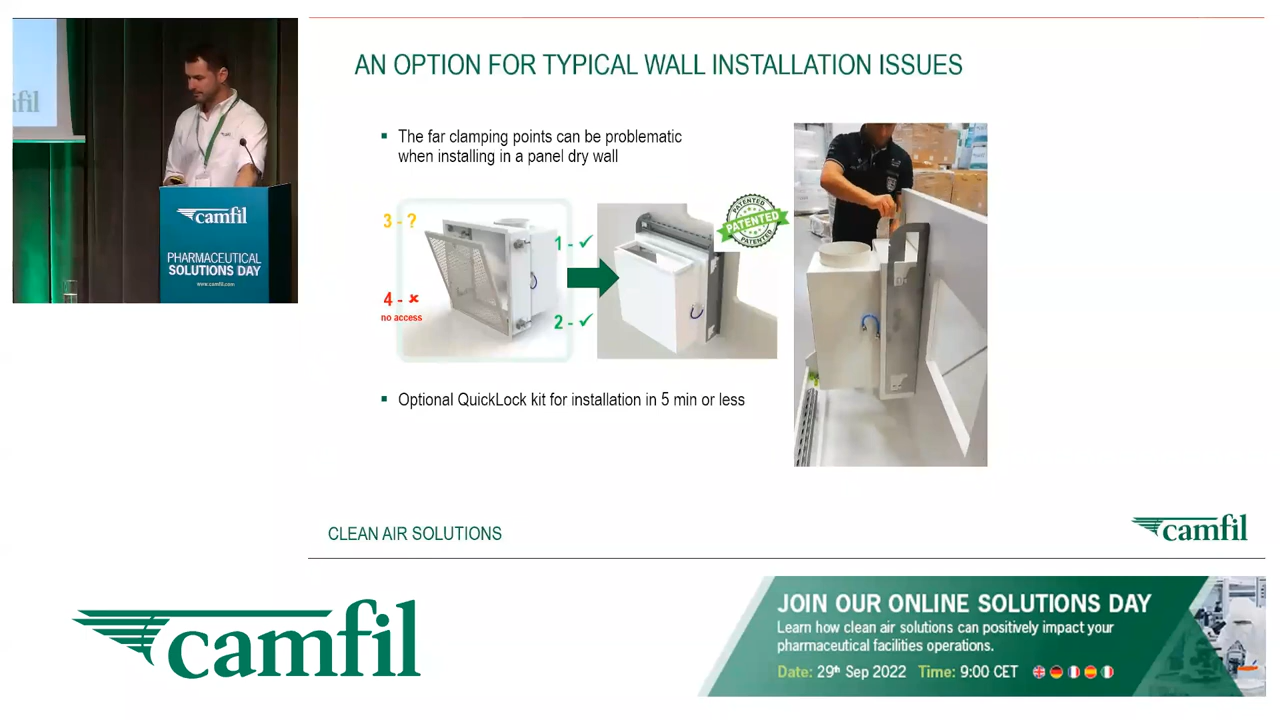 mfil
camfil
PHARMACEUTICAL
SOLUTIONS DAY
www.camfil.com
AN OPTION FOR TYPICAL WALL INSTALLATION ISSUES
▪ The far clamping points can be problematic
when installing in a panel dry wall
3 - ?
4 - ✘
no access
1 - ✓
2 - ✓
PATENTED
PATENTED
PATENTED
▪ Optional QuickLock kit for installation in 5 min or less
CLEAN AIR SOLUTIONS
camfil
camfil
JOIN OUR ONLINE SOLUTIONS DAY
Learn how clean air solutions can positively impact your
pharmaceutical facilities operations.
Date: 29th Sep 2022 Time: 9:00 CET